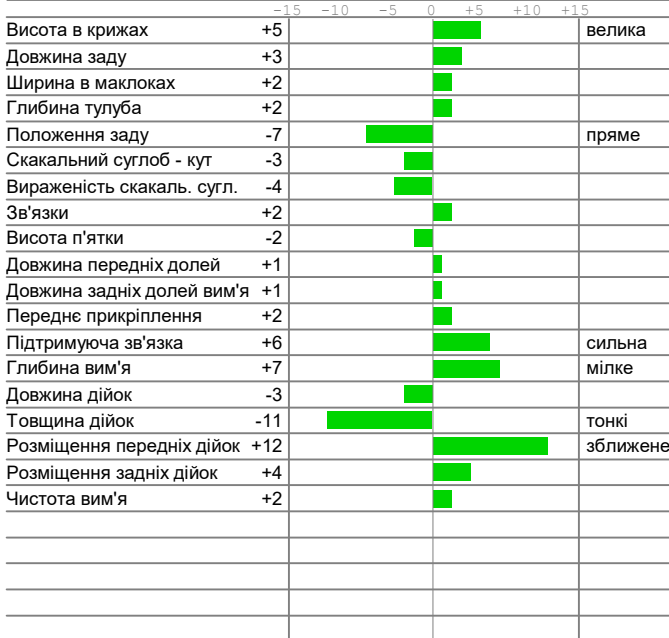 -15 -10 -5 0 +5 +10 +15
Висота в крижах +5 велика
Довжина заду +3
Ширина в маклоках +2
Глибина тулуба +2
Положення заду -7 пряме
Скакальний суглоб - кут -3
Вираженість скакаль. сугл. -4
Зв'язки +2
Висота п'ятки -2
Довжина передніх долей +1
Довжина задніх долей вим'я +1
Переднє прикріплення +2
Підтримуюча зв'язка +6 сильна
Глибина вим'я +7 мілке
Довжина дійок -3
Товщина дійок -11 тонкі
Розміщення передніх дійок +12 зближене
Розміщення задніх дійок +4
Чистота вим'я +2